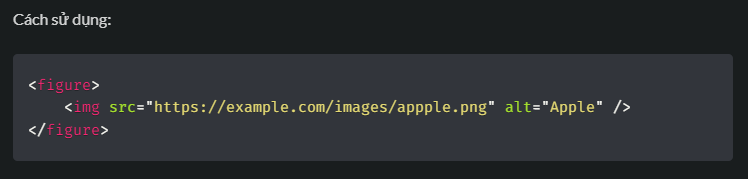 Cách sử dụng:
<figure>
    <img src="https://example.com/images/appple.png" alt="Apple" />
</figure>